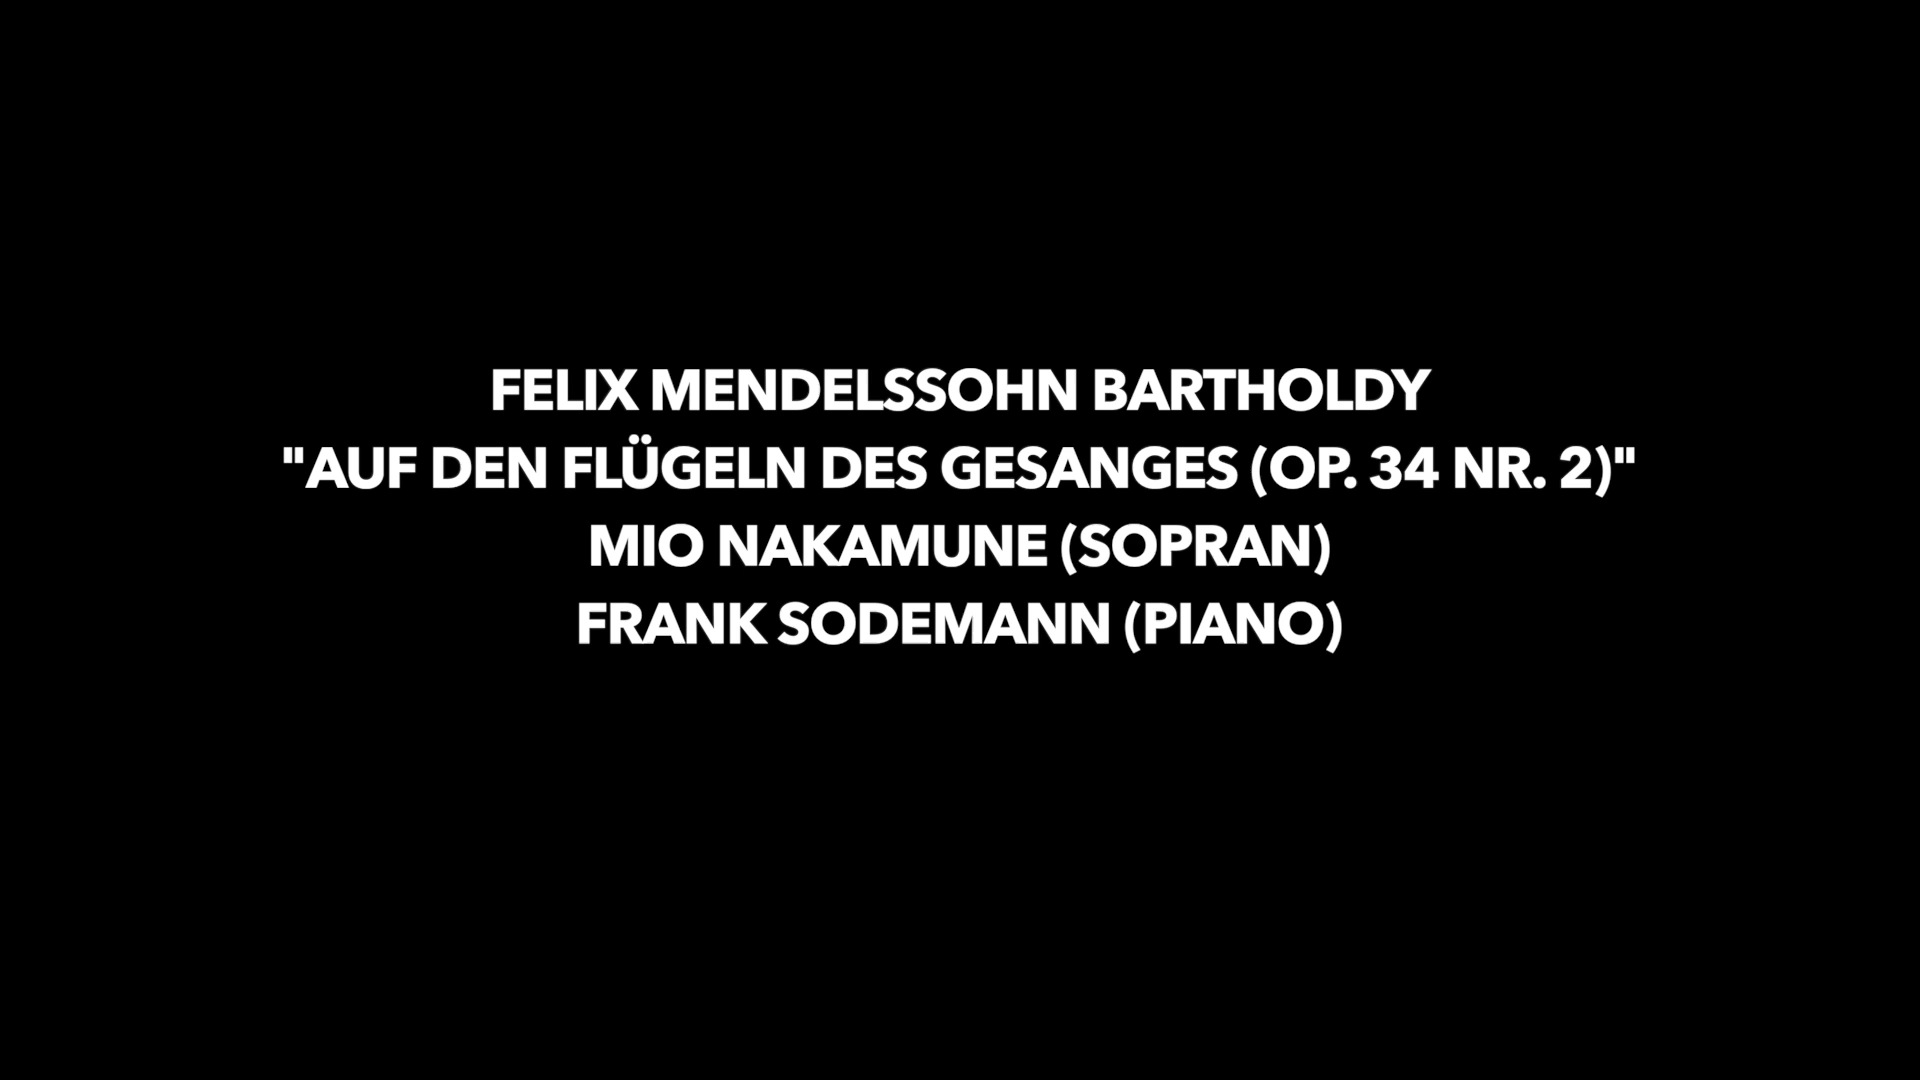 FELIX MENDELSSOHN BARTHOLDY
"AUF DEN FLÜGELN DES GESANGES (OP. 34 NR. 2)"
MIO NAKAMUNE (SOPRAN)
FRANK SODEMANN (PIANO)